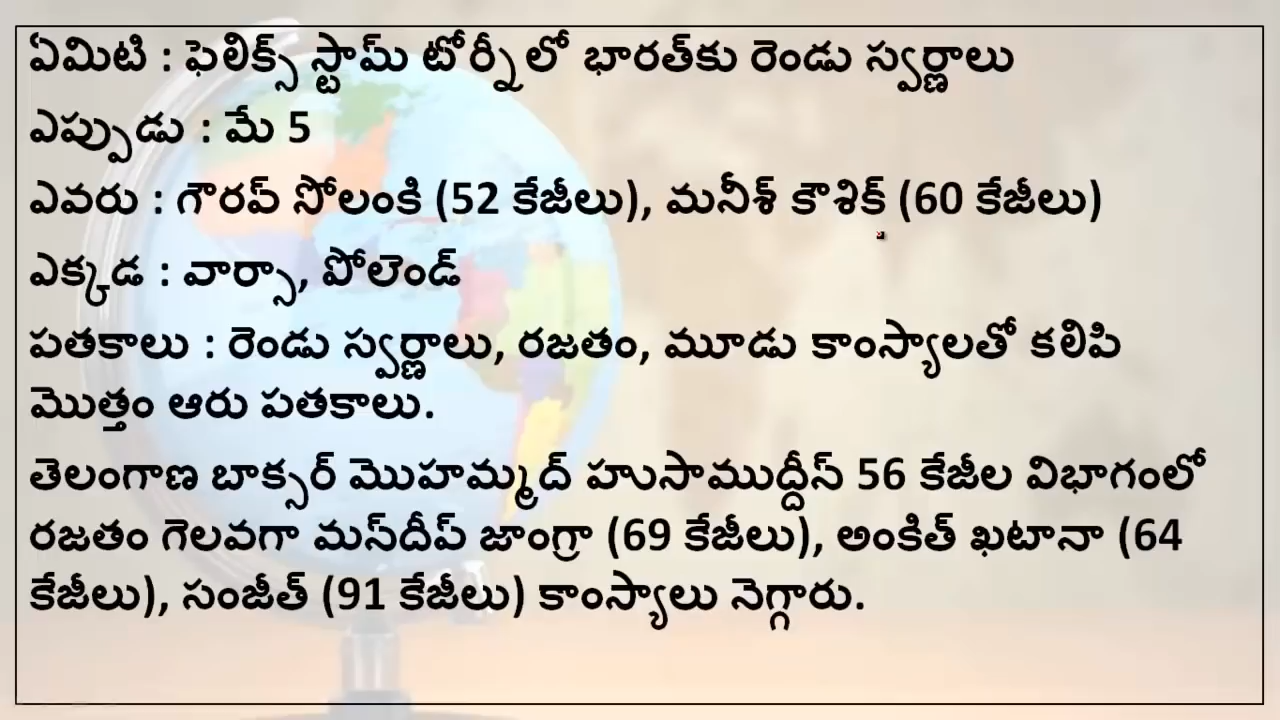 ఏమిటి : ఫెలిక్స్ స్టామ్ టోర్నీలో భారత్‌కు రెండు స్వర్ణాలు
ఎప్పుడు : మే 5
ఎవరు : గౌరవ్ సోలంకి (52 కేజీలు), మనీశ్ కౌశిక్ (60 కేజీలు)
ఎక్కడ : వార్సా, పోలెండ్
పతకాలు : రెండు స్వర్ణాలు, రజతం, మూడు కాంస్యాలతో కలిపి
మొత్తం ఆరు పతకాలు.
తెలంగాణ బాక్సర్ మొహమ్మద్ హుసాముద్దీన్ 56 కేజీల విభాగంలో
రజతం గెలవగా మన్‌దీప్ జాంగ్రా (69 కేజీలు), అంకిత్ ఖటానా (64
కేజీలు), సంజీత్ (91 కేజీలు) కాంస్యాలు నెగ్గారు.